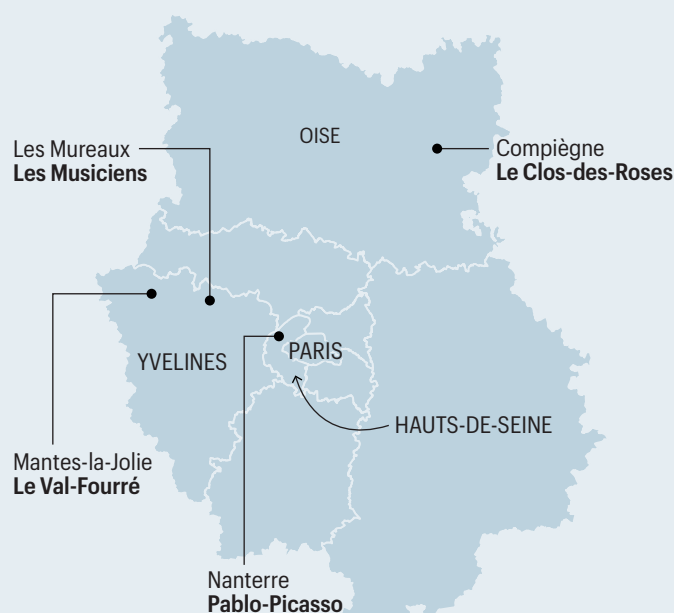 OISE
Les Mureaux
Les Musiciens
Compiègne
Le Clos-des-Roses
YVELINES
PARIS
HAUTS-DE-SEINE
Mantes-la-Jolie
Le Val-Fourré
Nanterre
Pablo-Picasso